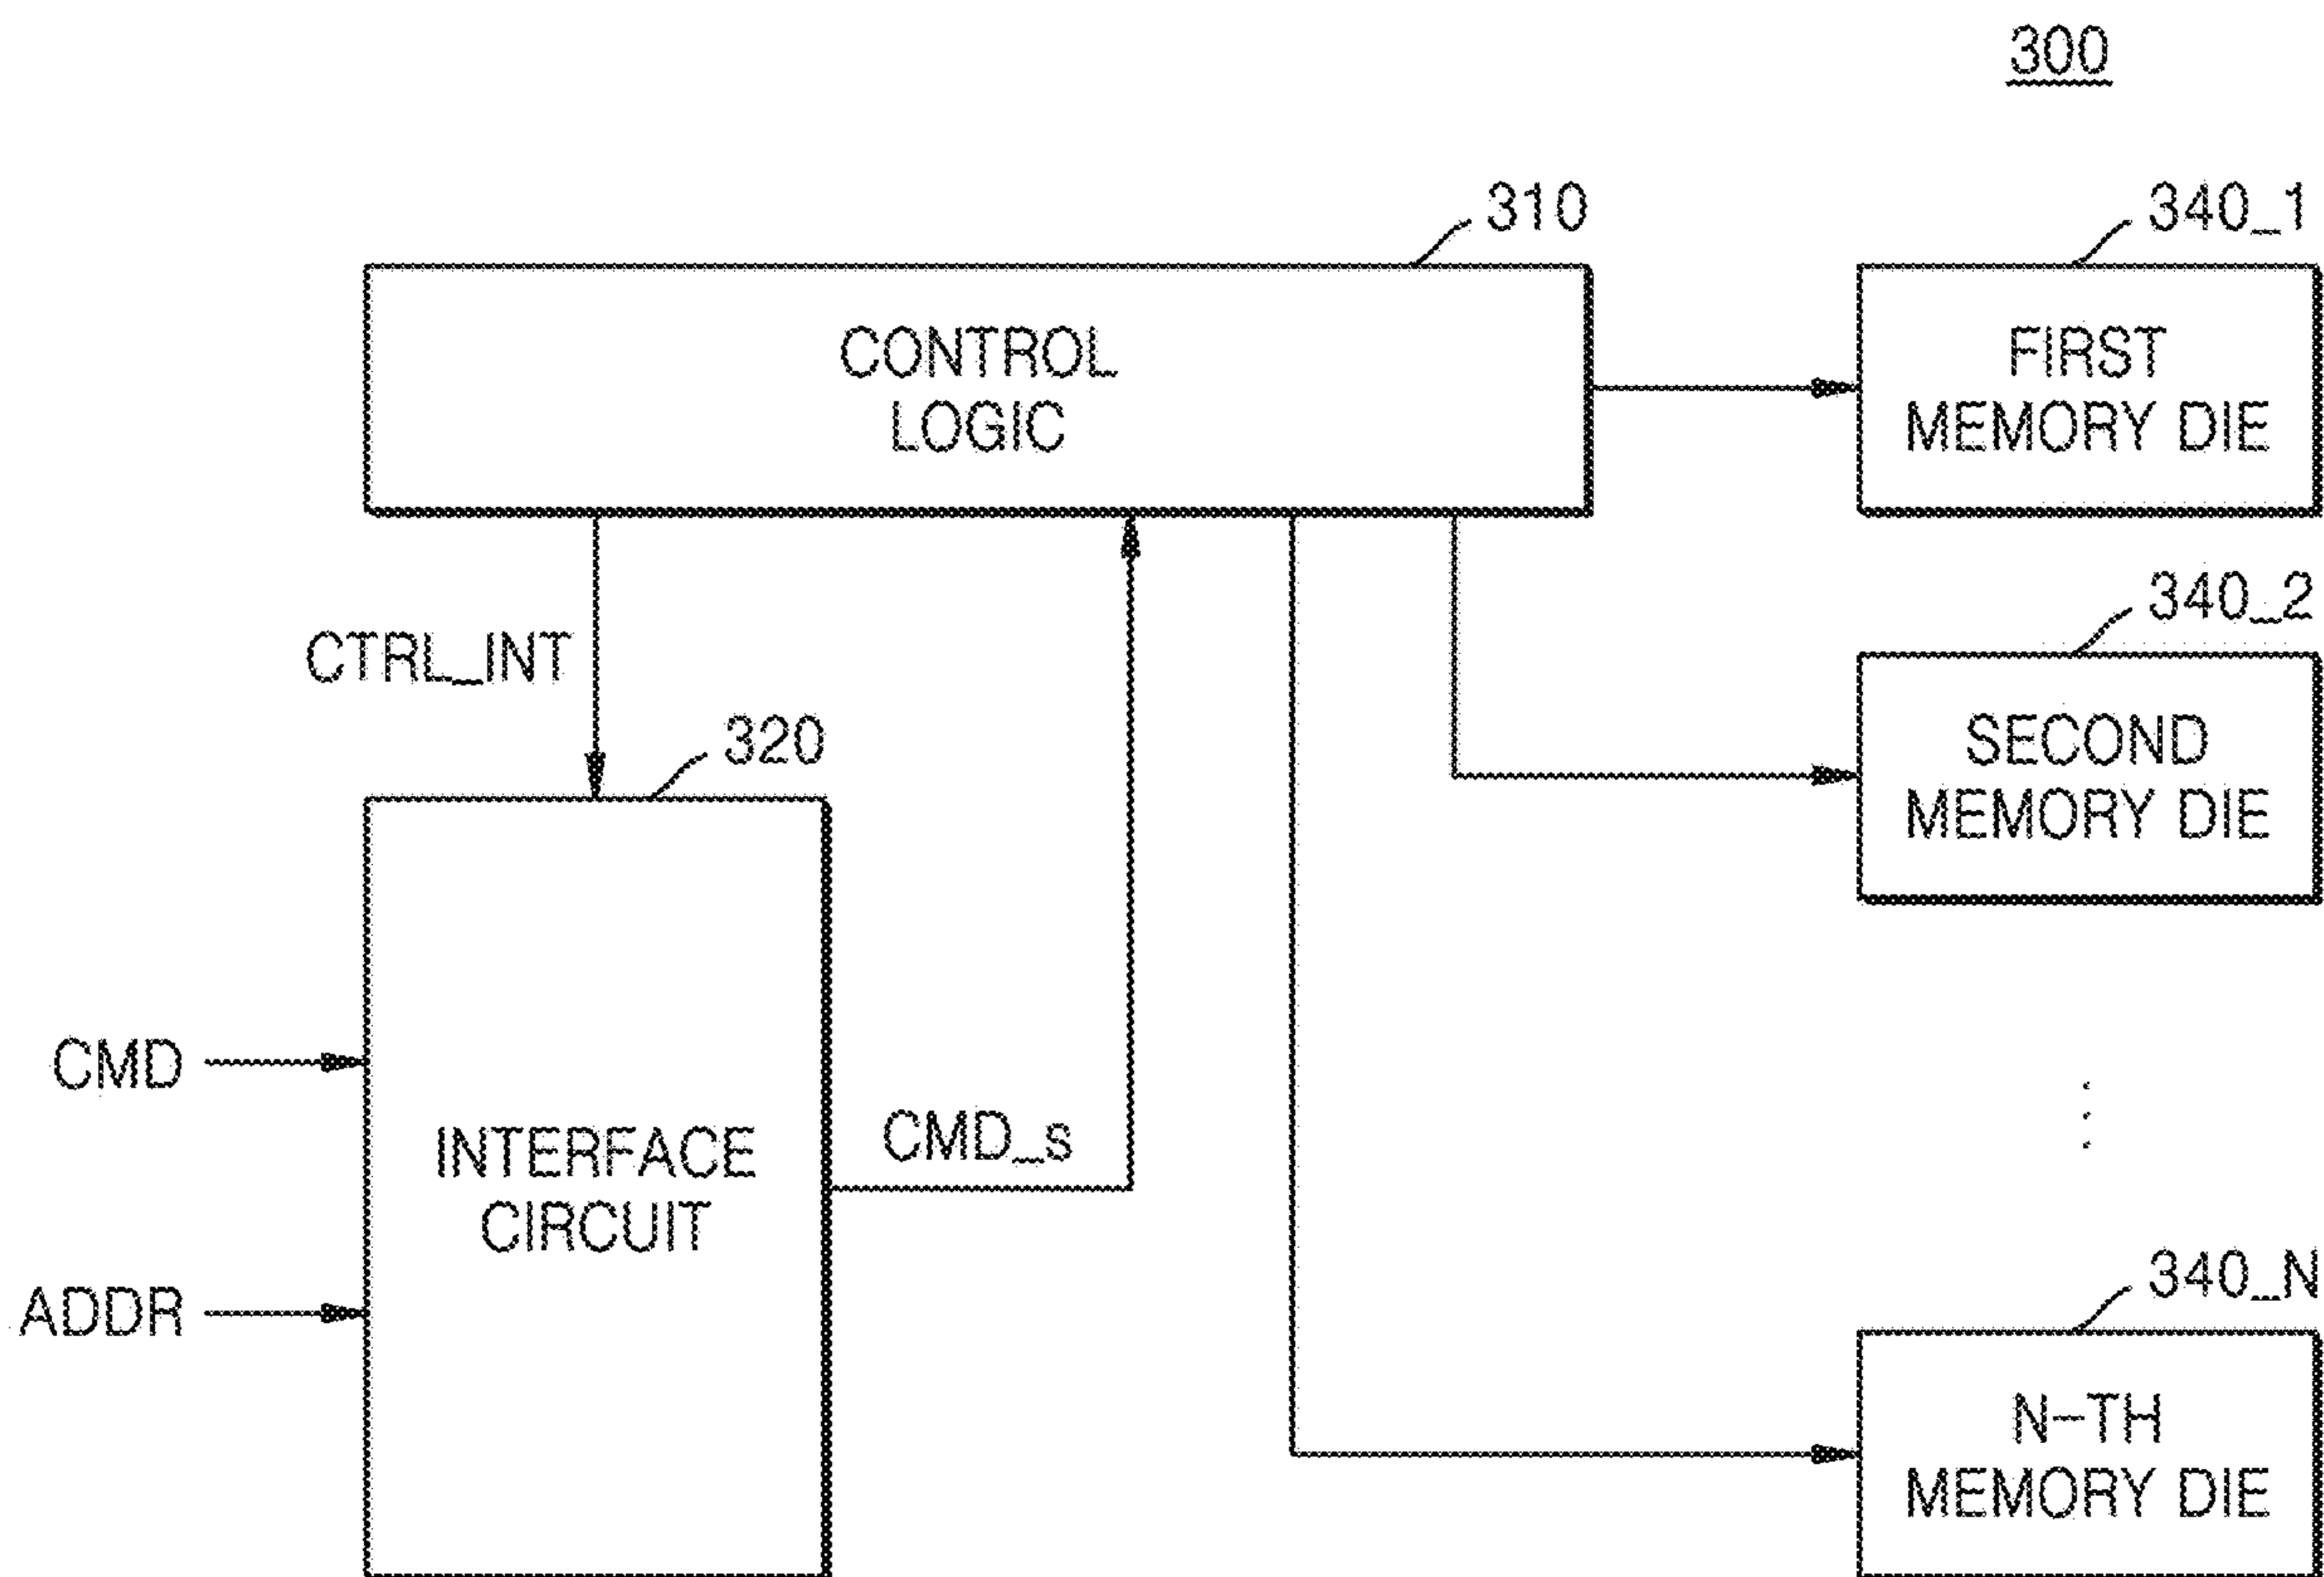 300
310
340_1
CONTROL
LOGIC
FIRST
MEMORY DIE
CTRL_INT
320
340_2
SECOND
MEMORY DIE
CMD
INTERFACE
CIRCUIT
CMD_s
ADDR
340_N
N-TH
MEMORY DIE